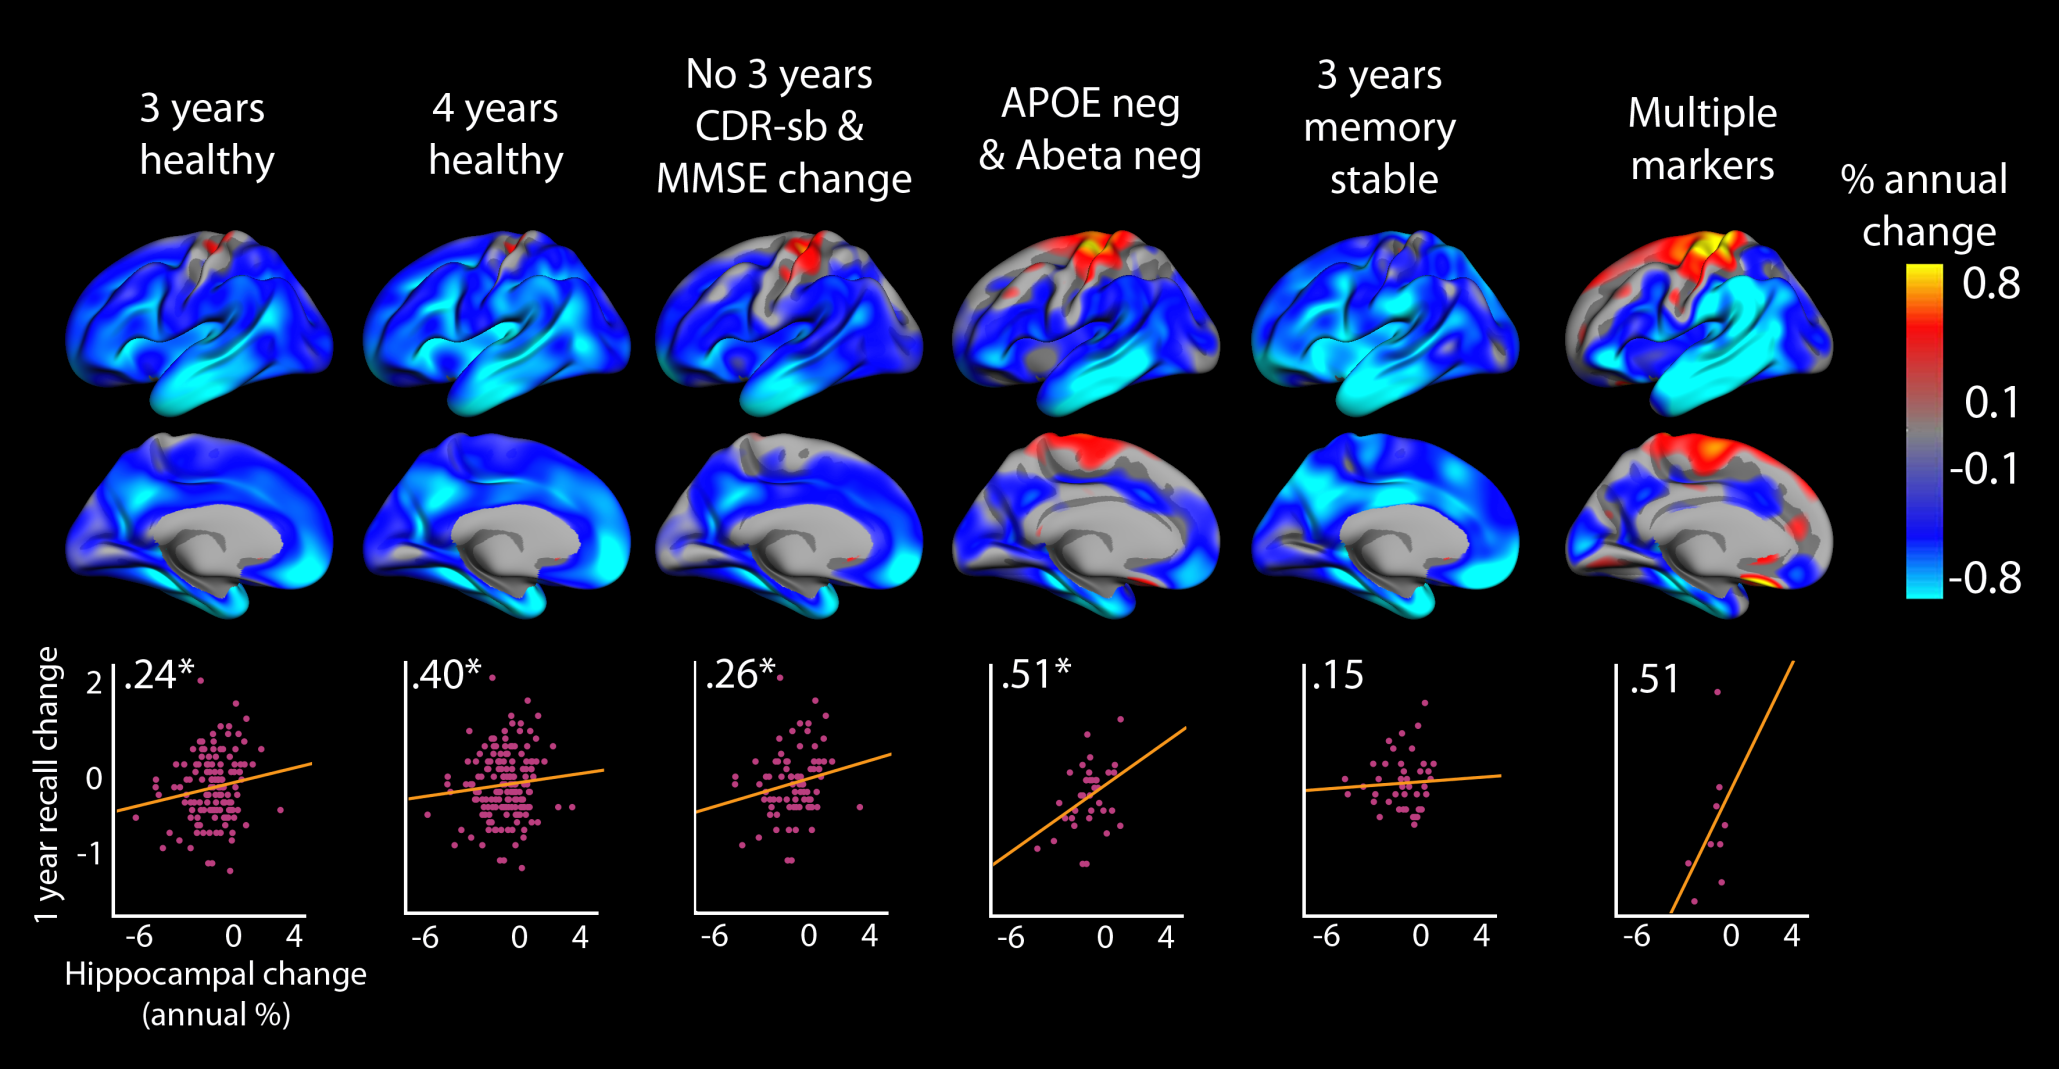 3 years
healthy
4 years
healthy
No 3 years
CDR-sb &
MMSE change
APOE neg
& Abeta neg
3 years
memory
stable
Multiple
markers
% annual
change
0.8
0.1
-0.1
-0.8
1 year recall change
2
0
-1
.24*
.40*
.26*
.51*
.15
.51
-6 0 4
-6 0 4
-6 0 4
-6 0 4
-6 0 4
-6 0 4
Hippocampal change
(annual %)